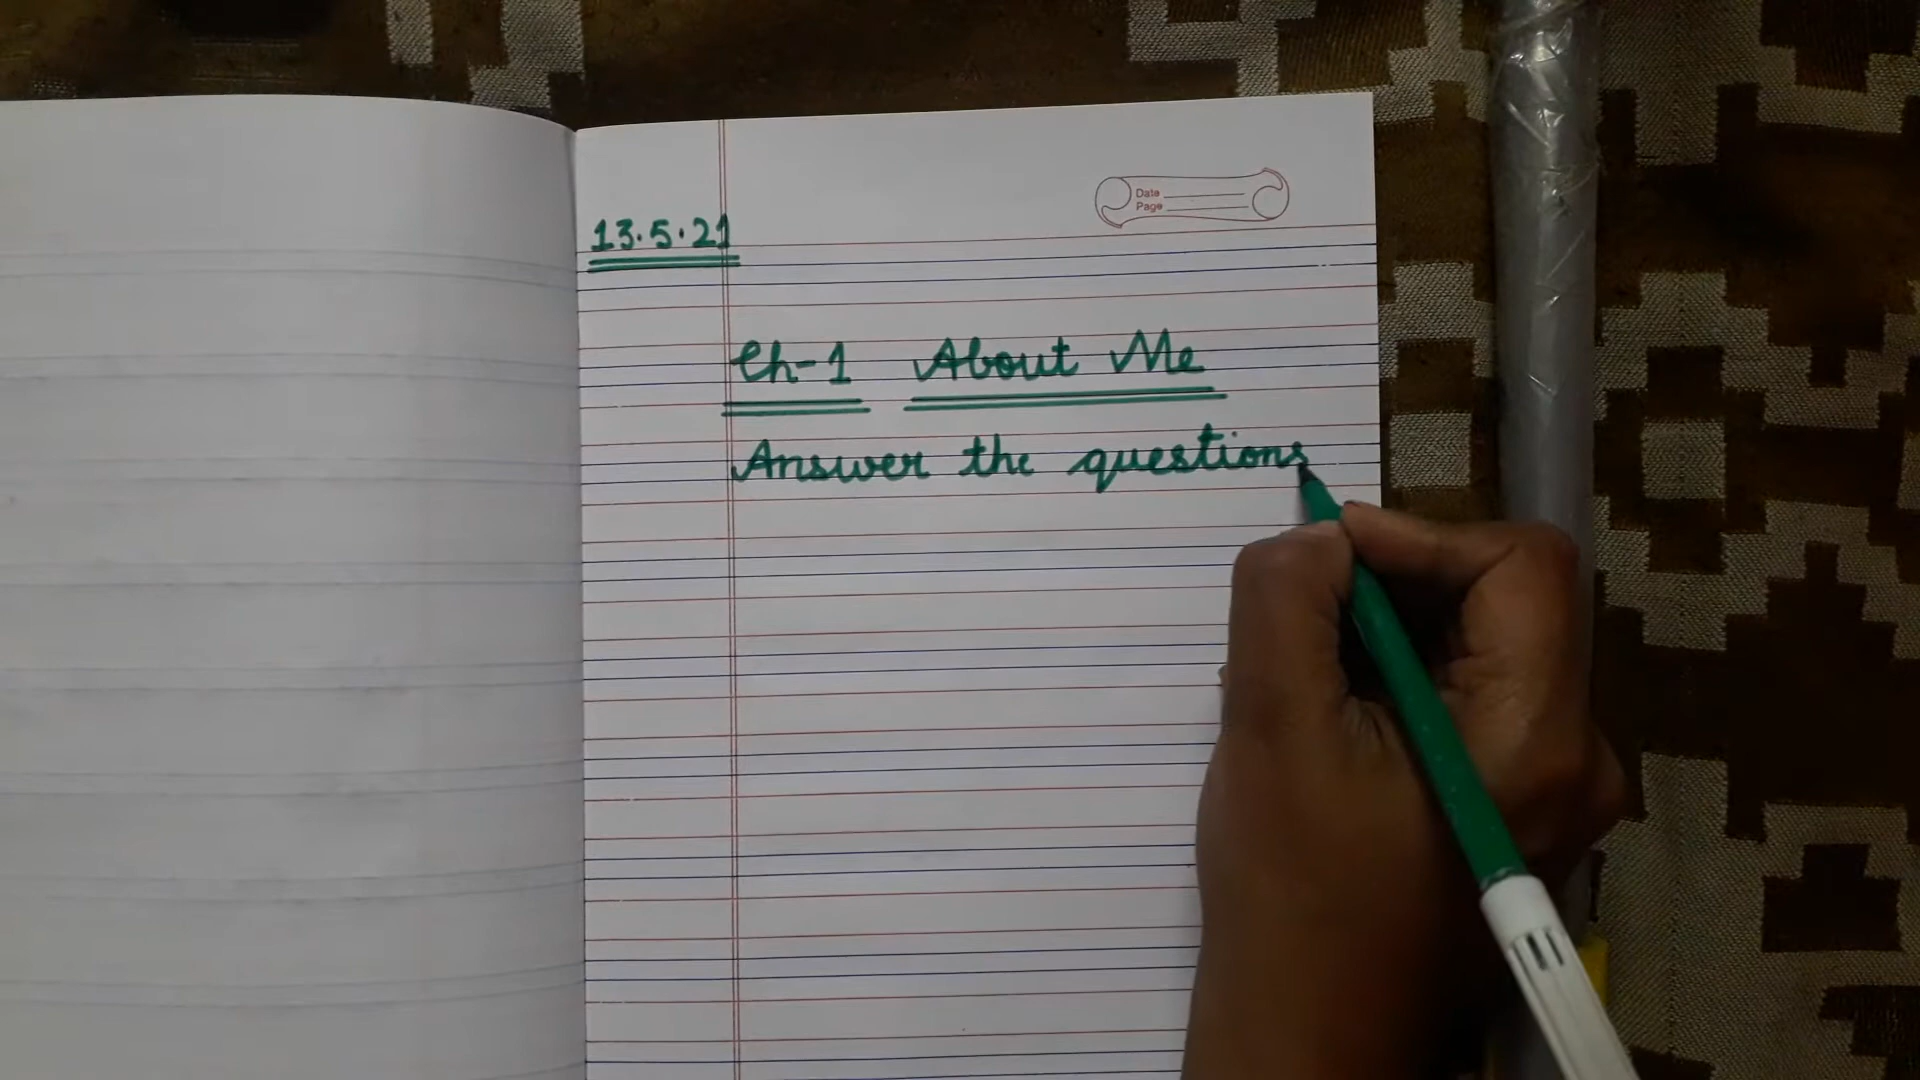 Date
Page
13.5.21
Ch-1 About Me
Answer the questions